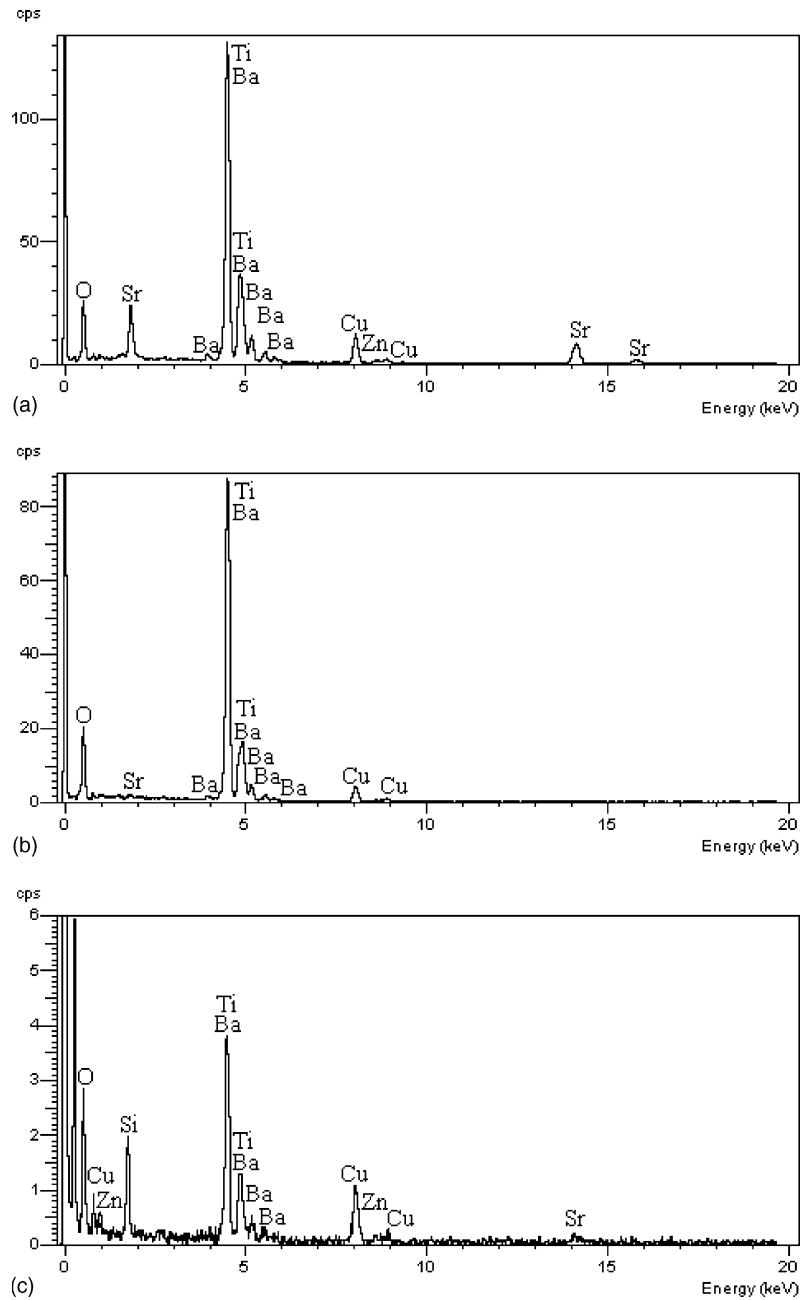 cps
Ti
Ba
100
Ti
50
Ba
O Sr Ba
Ba
Cu
Ba Ba Zn Cu Sr Sr
0
0 5 10 15 20
(a) Energy (keV)
cps
80 Ti
Ba
60
40
Ti
20 O Ba
Ba
Sr Ba Ba Ba Cu Cu
0
0 5 10 15 20
(b) Energy (keV)
cps
6
5
Ti
4 Ba
3 O
2 Si
Ti
Cu Ba Cu
1 Zn Ba Zn
Ba Cu Sr
0
0 5 10 15 20
(c) Energy (keV)